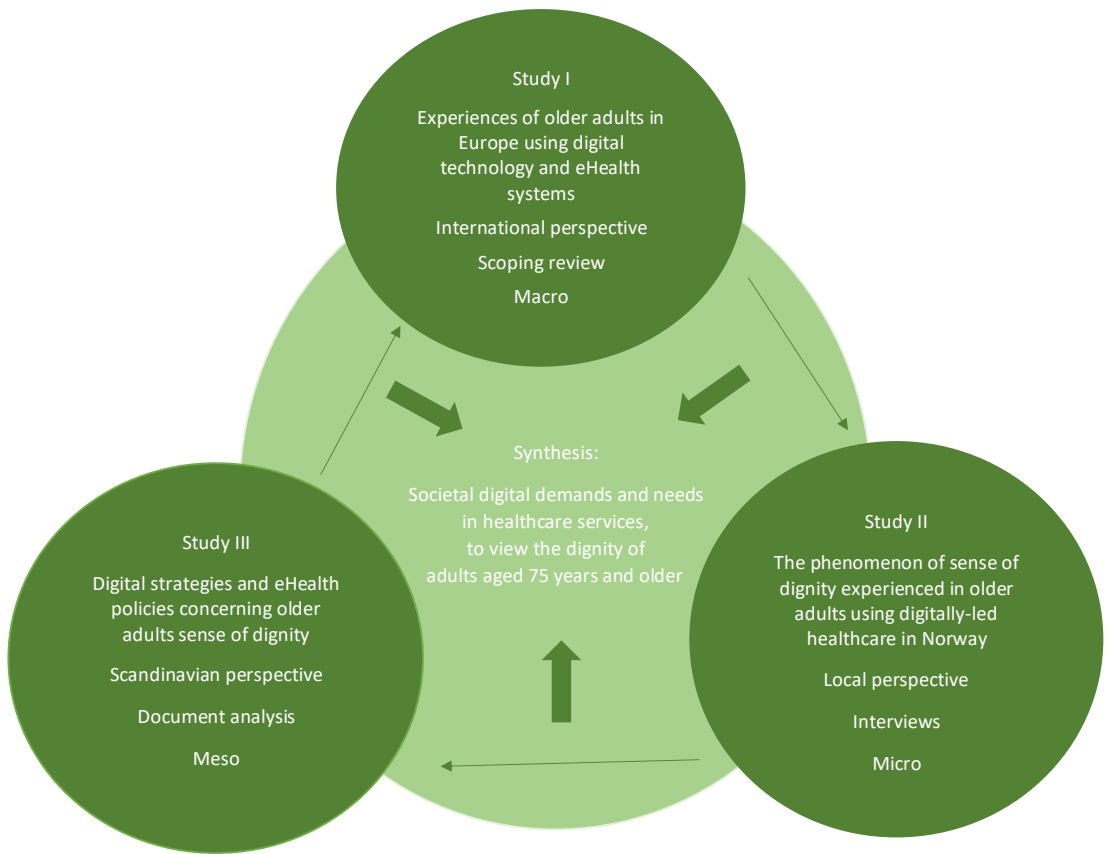 Study I
Experiences of older adults in
Europe using digital
technology and eHealth
systems
International perspective
Scoping review
Macro
Synthesis:
Societal digital demands and needs
in healthcare services,
to view the dignity of
adults aged 75 years and older
Study II
The phenomenon of sense of
dignity experienced in older
adults using digitally-led
healthcare in Norway
Local perspective
Interviews
Micro
Study III
Digital strategies and eHealth
policies concerning older
adults sense of dignity
Scandinavian perspective
Document analysis
Meso